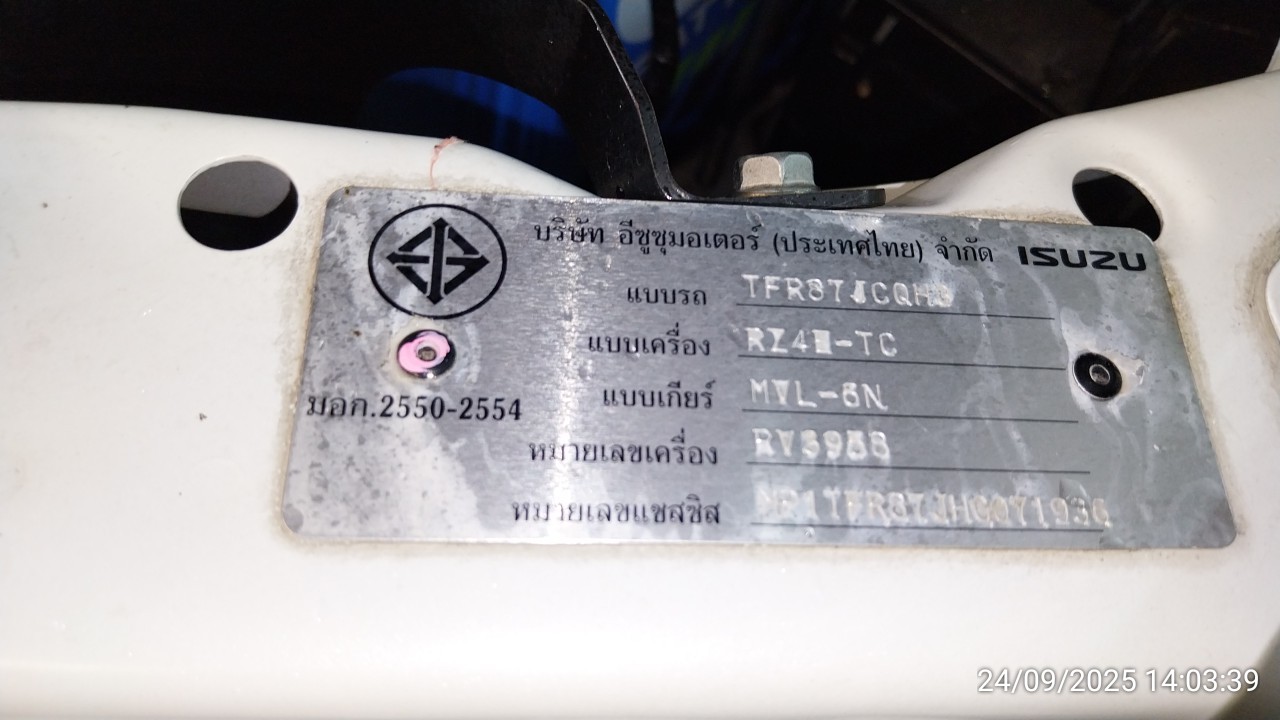 บริษัท อีซูซุมอเตอร์ (ประเทศไทย) จำกัด ISUZU
แบบรถ
แบบเครื่อง RZ4E-TC
แบบเกียร์ MVL-6N
มอก.2550-2554
หมายเลขเครื่อง
หมายเลขแชสซิส
24/09/2025 14:03:39